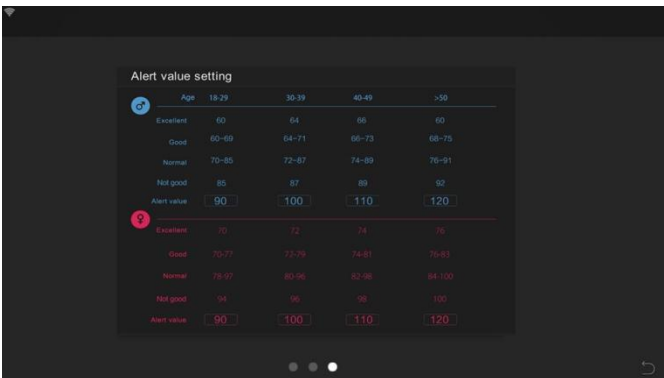 Alert value setting
Age 18-29 30-39 40-49 >50
Excellent 60 64 66 60
Good 60~69 64~71 66~73 68~75
Normal 70~85 72~87 74~89 76~91
Not good 85 87 89 92
Alert value 90 100 110 120
Excellent 70 72 74 76
Good 70-77 72-79 74-81 76-83
Normal 78-97 80-96 82-98 84-100
Not good 94 96 98 100
Alert value 90 100 110 120